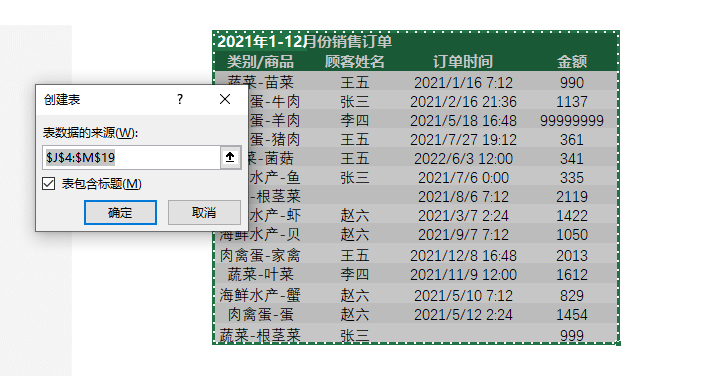 2021年1-12月份销售订单
类别/商品 顾客姓名 订单时间 金额
蔬菜-苗菜 王五 2021/1/16 7:12 990
蛋-牛肉 张三 2021/2/16 21:36 1137
蛋-羊肉 李四 2021/5/18 16:48 99999999
蛋-猪肉 王五 2021/7/27 19:12 361
菜-菌菇 王五 2022/6/3 12:00 341
水产-鱼 张三 2021/7/6 0:00 335
-根茎菜 2021/8/6 7:12 2119
水产-虾 赵六 2021/3/7 2:24 1422
海鲜水产-贝 赵六 2021/9/7 7:12 1050
肉禽蛋-家禽 王五 2021/12/8 16:48 2013
蔬菜-叶菜 李四 2021/11/9 12:00 1612
海鲜水产-蟹 赵六 2021/5/10 7:12 829
肉禽蛋-蛋 赵六 2021/5/12 2:24 1454
蔬菜-根茎菜 张三 999
创建表 ? ×
表数据的来源(W):
$J$4:$M$19
表包含标题(M)
确定 取消